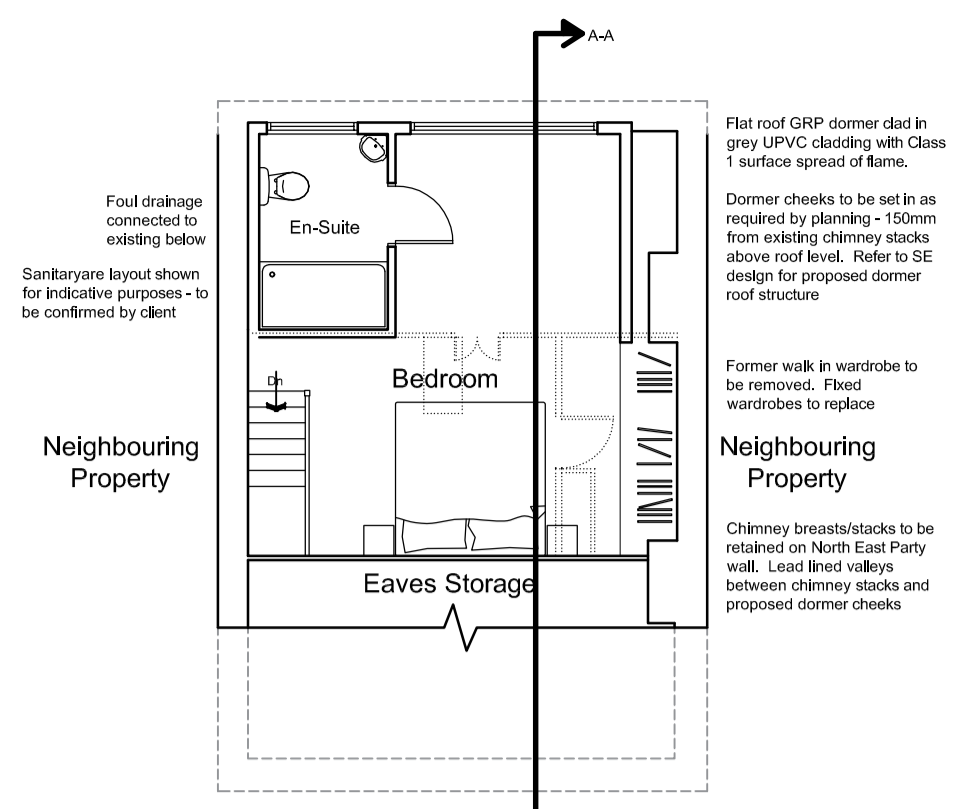 A-A
Flat roof GRP dormer clad in
grey UPVC cladding with Class
1 surface spread of flame.
Dormer cheeks to be set in as
required by planning - 150mm
from existing chimney stacks
above roof level. Refer to SE
design for proposed dormer
roof structure
Foul drainage
connected to
existing below
En-Suite
Sanitaryare layout shown
for indicative purposes - to
be confirmed by client
Former walk in wardrobe to
be removed. Fixed
wardrobes to replace
Dn
Bedroom
Neighbouring
Property
Neighbouring
Property
Chimney breasts/stacks to be
retained on North East Party
wall. Lead lined valleys
between chimney stacks and
proposed dormer cheeks
Eaves Storage